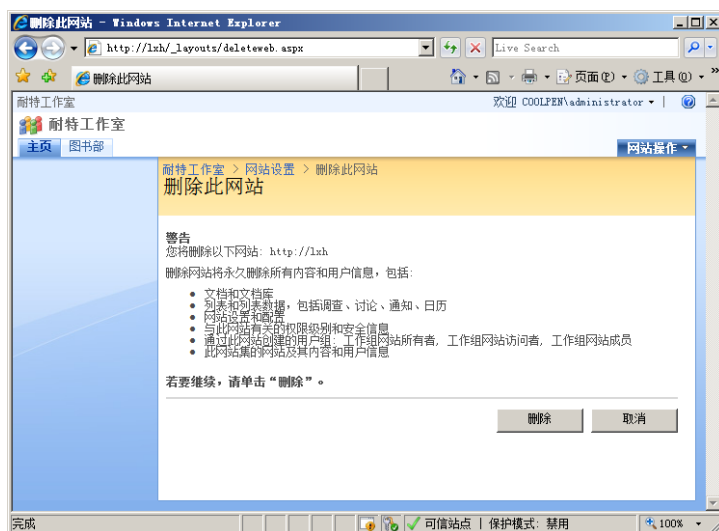 删除此网站 - Windows Internet Explorer
http://lxh/_layouts/deleteweb.aspx
Live Search
删除此网站
页面(P)
工具(O)
耐特工作室
欢迎 COOLPEN\administrator
耐特工作室
主页 图书部
网站操作
耐特工作室 > 网站设置 > 删除此网站
删除此网站
警告
您将删除以下网站: http://lxh
删除网站将永久删除所有内容和用户信息，包括:
• 文档和文档库
• 列表和列表数据，包括调查、讨论、通知、日历
• 网站设置和配置
• 与此网站有关的权限级别和安全信息
• 通过此网站创建的用户组: 工作组网站所有者, 工作组网站访问者, 工作组网站成员
• 此网站集的网站及其内容和用户信息
若要继续，请单击“删除”。
删除 取消
完成
可信站点 | 保护模式: 禁用
100%